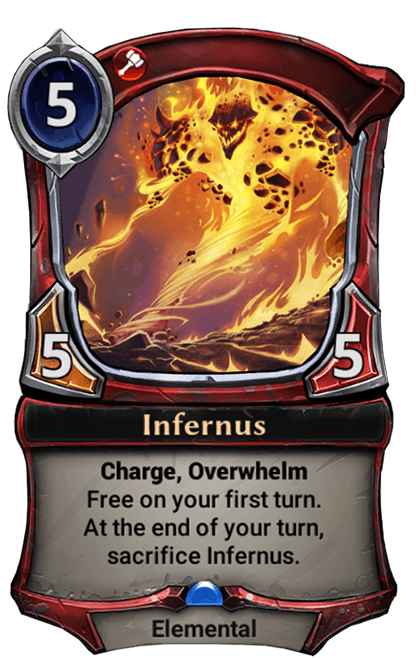 5
5
5
Infernus
Charge, Overwhelm
Free on your first turn.
At the end of your turn,
sacrifice Infernus.
Elemental